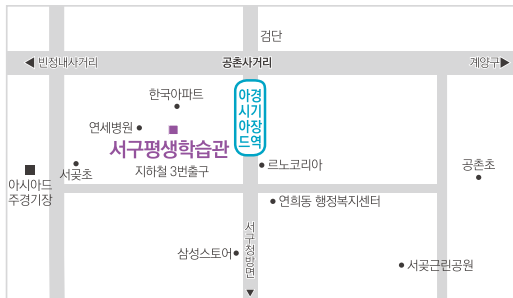 검단
◀ 빈정내사거리
공촌사거리
계양구 ▶
한국아파트
아시아드
경기장역
연세병원
서구평생학습관
지하철 3번출구
르노코리아
공촌초
서곶초
아시아드
주경기장
연희동 행정복지센터
삼성스토어
서구청방면
서곶근린공원